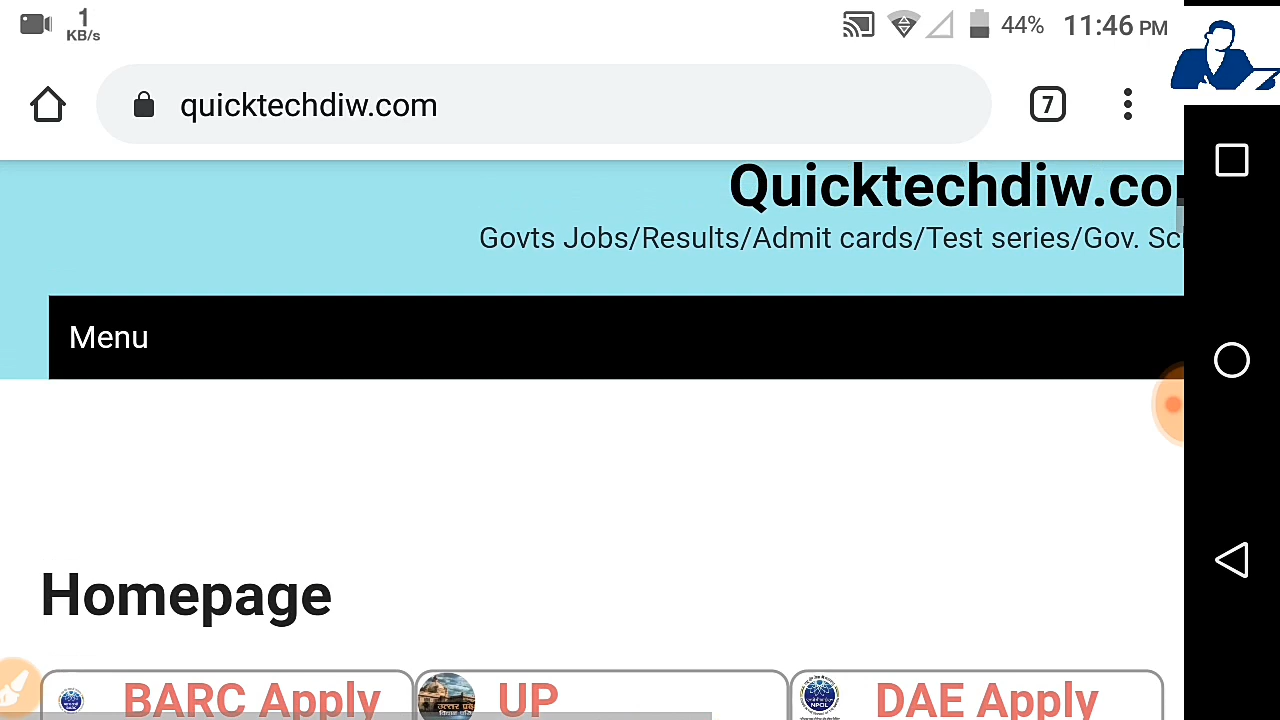 1
KB/s
44% 11:46 PM
quicktechdiw.com
7
Quicktechdiw.co
Govts Jobs/Results/Admit cards/Test series/Gov. Sc
Menu
Homepage
BARC Apply
UP
DAE Apply
NPOL